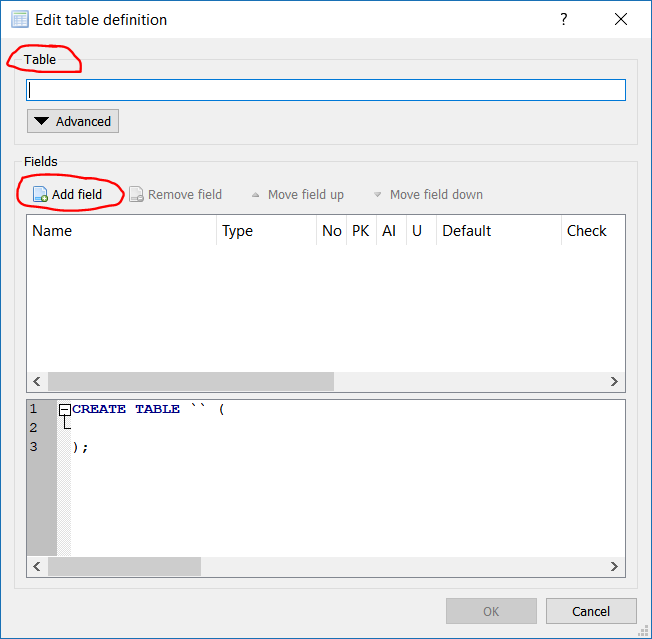 Edit table definition ?
Table
Advanced
Fields
Add field Remove field Move field up Move field down
Name Type No PK AI U Default Check
1 CREATE TABLE `` (
2
3 );
OK Cancel